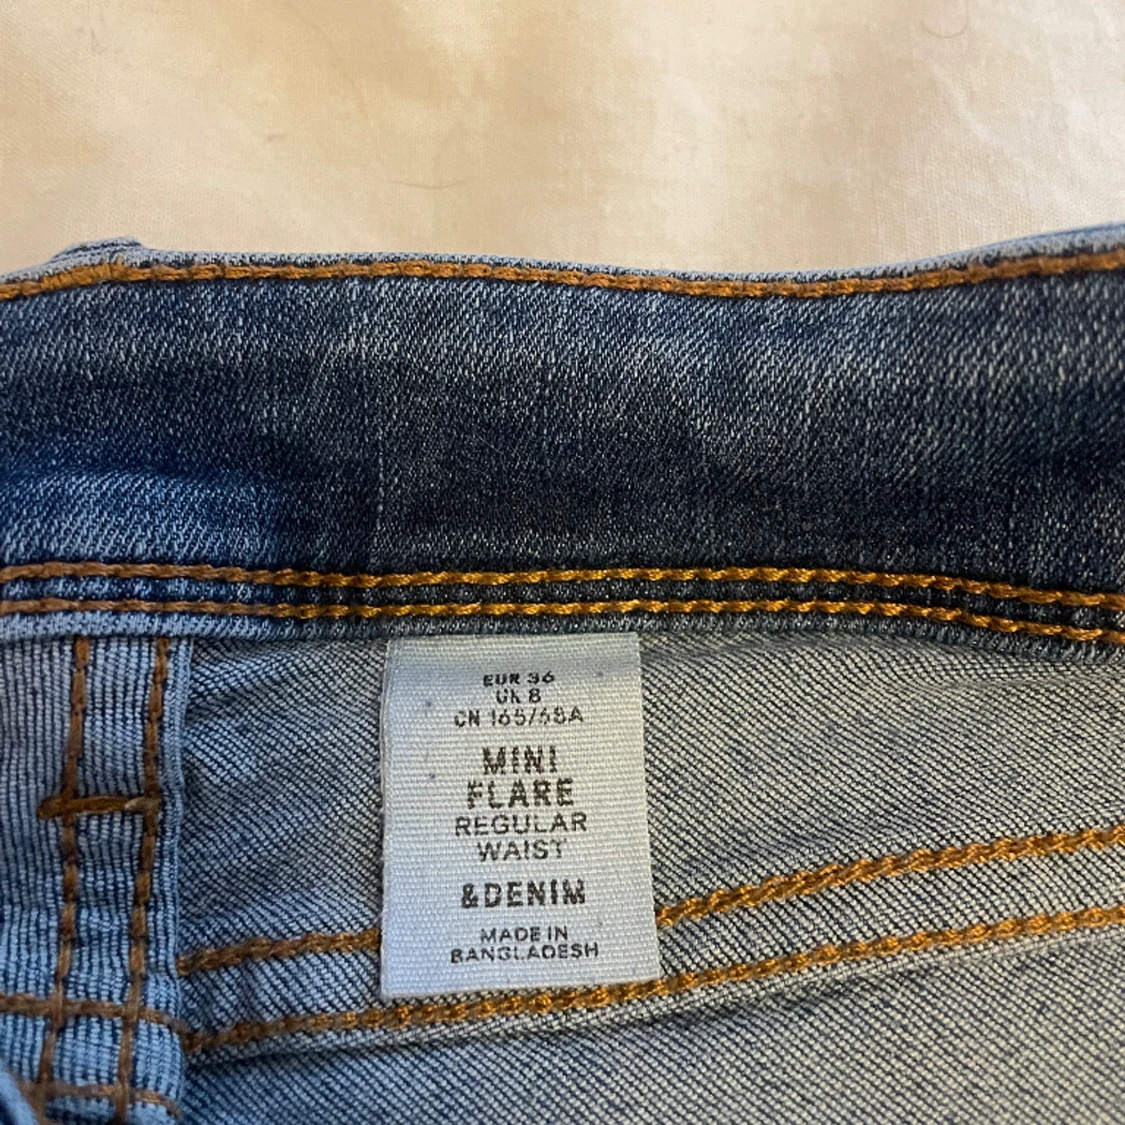 EUR 36
UK 8
CN 165/68A
MINI
FLARE
REGULAR
WAIST
&DENIM
MADE IN
BANGLADESH